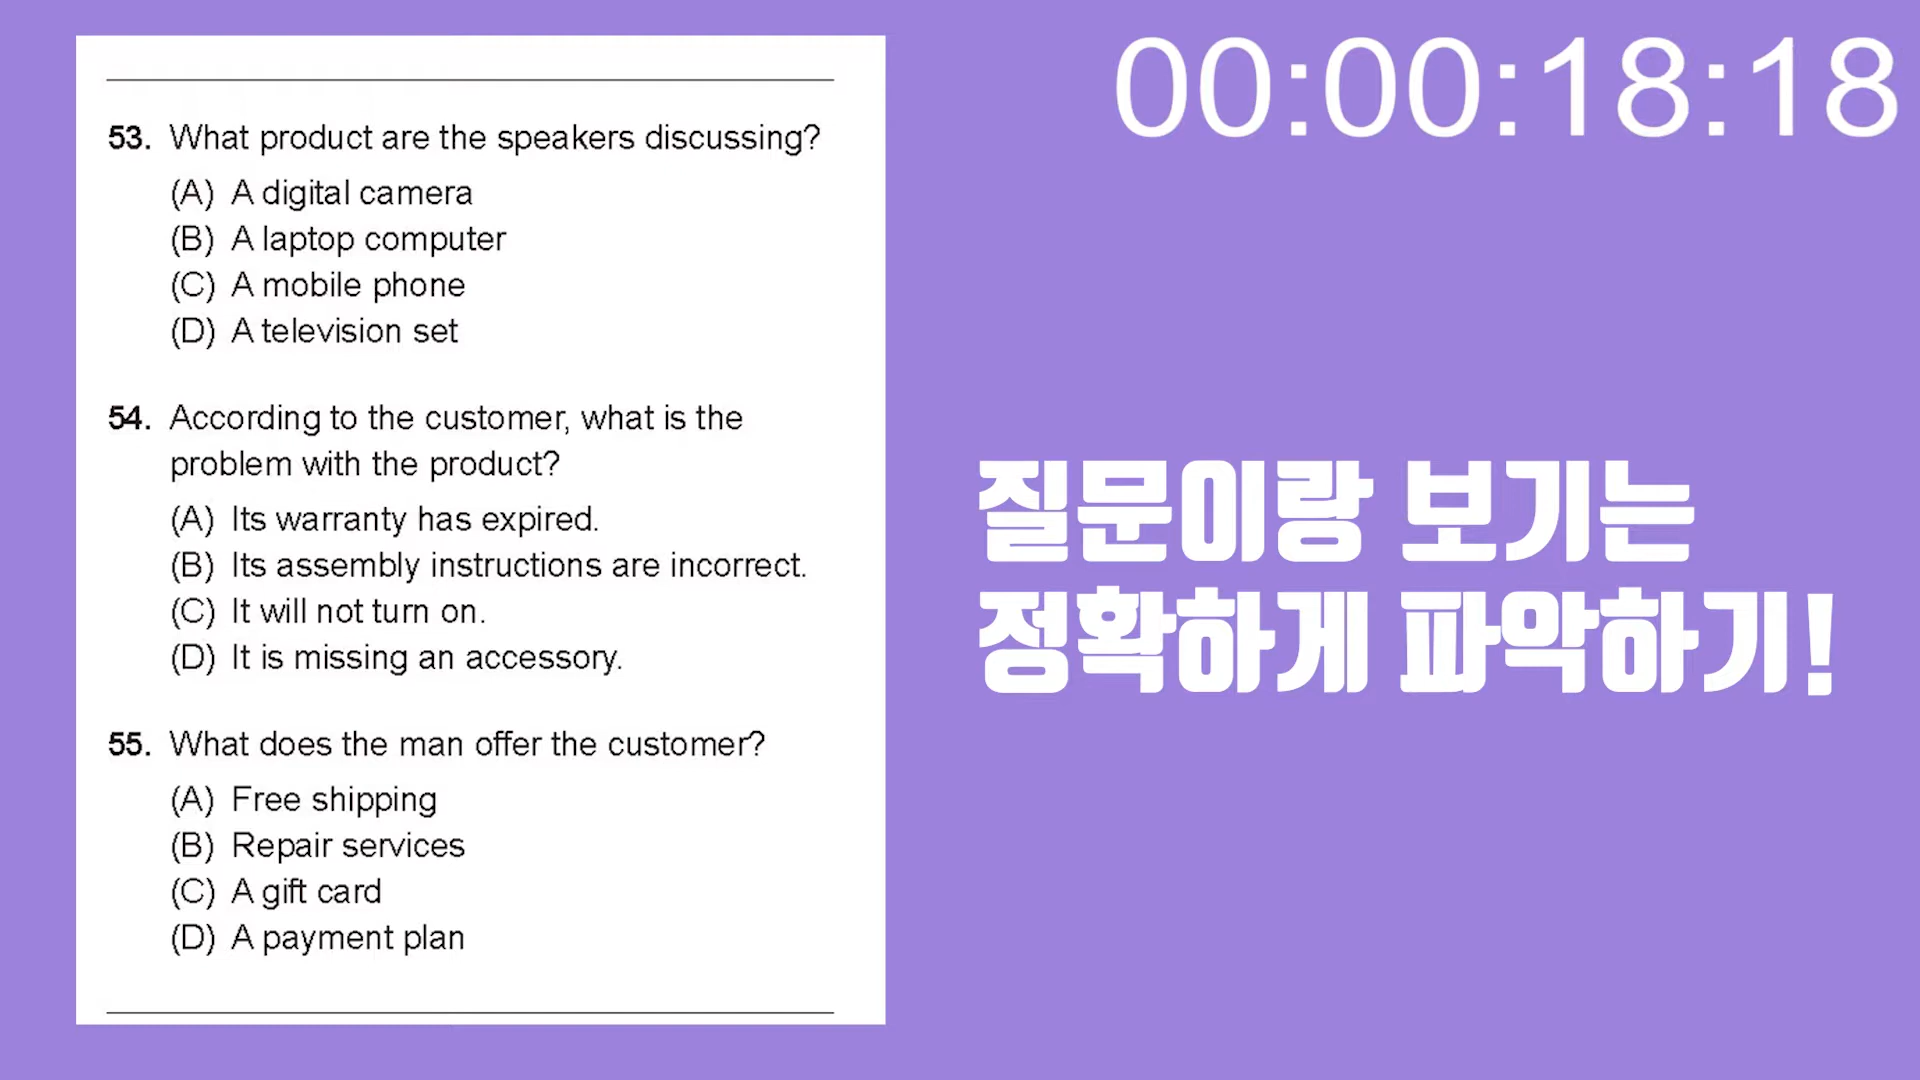 00:00:18:18
53. What product are the speakers discussing?
(A) A digital camera
(B) A laptop computer
(C) A mobile phone
(D) A television set
54. According to the customer, what is the
problem with the product?
(A) Its warranty has expired.
(B) Its assembly instructions are incorrect.
(C) It will not turn on.
(D) It is missing an accessory.
55. What does the man offer the customer?
(A) Free shipping
(B) Repair services
(C) A gift card
(D) A payment plan
질문이랑 보기는
정확하게 파악하기!